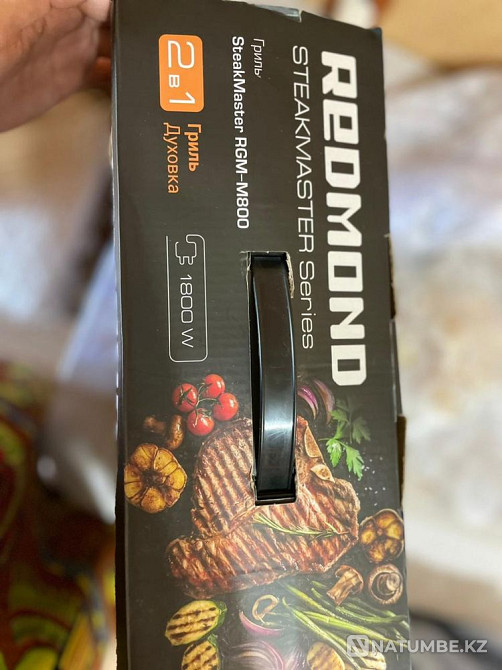 REDMOND
STEAKMASTER Series
Гриль
SteakMaster RGM-M800
2 в 1
Гриль
Духовка
1800 W
NATUMBE.KZ